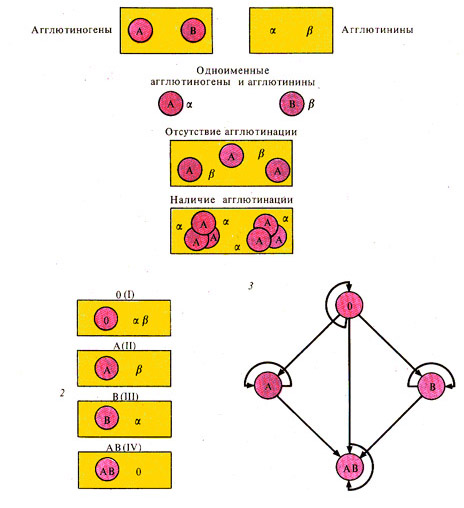 Агглютиногены A B α β Агглютинины
Одноименные
агглютиногены и агглютинины
A α B β
Отсутствие агглютинации
A β A β A
Наличие агглютинации
α A A A α A A A α α
3
0(I)
0 α β
A(II)
A β
2
B(III)
B α
AB(IV)
AB 0
0
A B
AB